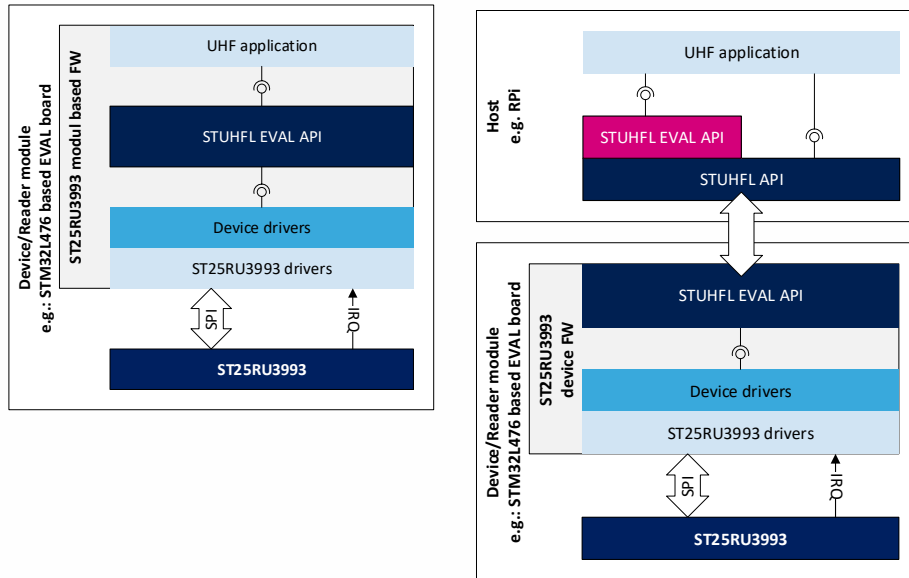 Device/Reader module
e.g.: STM32L476 based EVAL board
ST25RU3993 modul based FW
UHF application
STUHFL EVAL API
Device drivers
ST25RU3993 drivers
SPI
IRQ
ST25RU3993
Host
e.g. RPi
UHF application
STUHFL EVAL API
STUHFL API
Device/Reader module
e.g.: STM32L476 based EVAL board
ST25RU3993
device FW
STUHFL EVAL API
Device drivers
ST25RU3993 drivers
SPI
IRQ
ST25RU3993